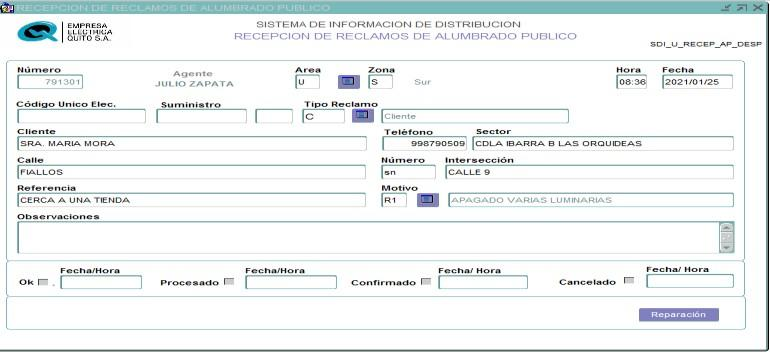 RECEPCION DE RECLAMOS DE ALUMBRADO PUBLICO
EMPRESA
ELÉCTRICA
QUITO S.A.
SISTEMA DE INFORMACION DE DISTRIBUCION
RECEPCION DE RECLAMOS DE ALUMBRADO PUBLICO
SDI_U_RECEP_AP_DESP
Número Agente Area Zona Hora Fecha
791301 JULIO ZAPATA U S Sur 08:36 2021/01/25
Código Unico Elec. Suministro Tipo Reclamo
C Cliente
Cliente Teléfono Sector
SRA. MARIA MORA 998790509 CDLA IBARRA B LAS ORQUIDEAS
Calle Número Intersección
FIALLOS sn CALLE 9
Referencia Motivo
CERCA A UNA TIENDA R1 APAGADO VARIAS LUMINARIAS
Observaciones
Fecha/Hora Fecha/Hora Fecha/ Hora Fecha/ Hora
Ok . Procesado Confirmado Cancelado
Reparación